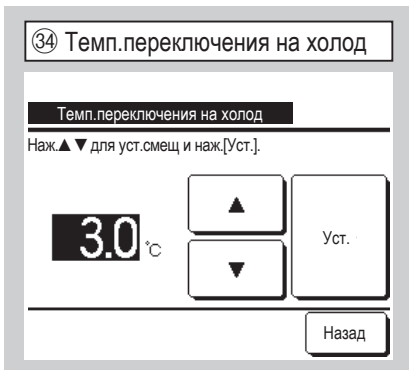 34 Темп.переключения на холод
Темп.переключения на холод
Наж.▲▼для уст.смещ и наж.[Уст.].
3.0 °C
▲
Уст.
▼
Назад